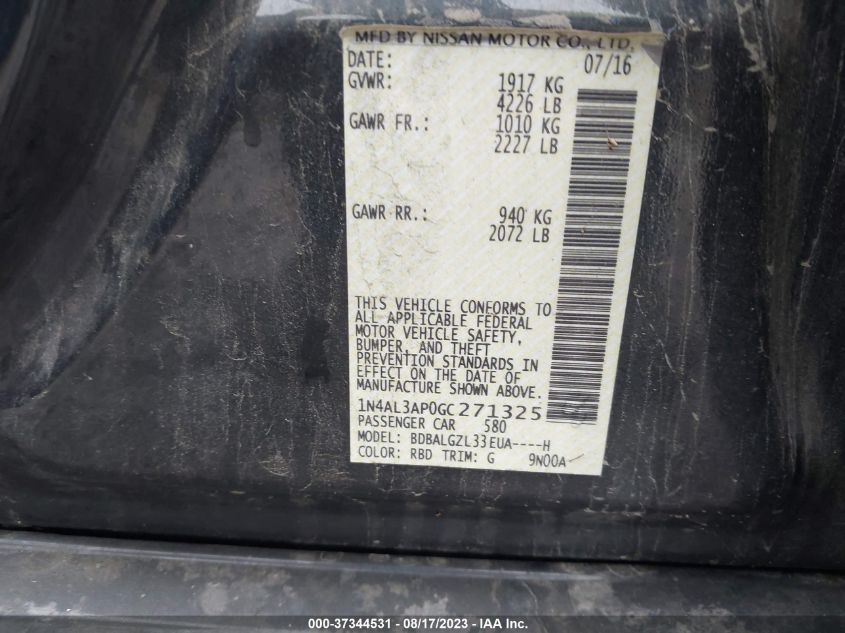 MFD BY NISSAN MOTOR CO., LTD.
DATE: 07/16
GVWR: 1917 KG
4226 LB
GAWR FR.: 1010 KG
2227 LB
GAWR RR.: 940 KG
2072 LB
THIS VEHICLE CONFORMS TO
ALL APPLICABLE FEDERAL
MOTOR VEHICLE SAFETY,
BUMPER, AND THEFT
PREVENTION STANDARDS IN
EFFECT ON THE DATE OF
MANUFACTURE SHOWN ABOVE.
1N4AL3AP0GC271325
PASSENGER CAR 580
MODEL: BDBALGZL33EUA----H
COLOR: RBD TRIM: G 9N00A
000-37344531 - 08/17/2023 - IAA Inc.